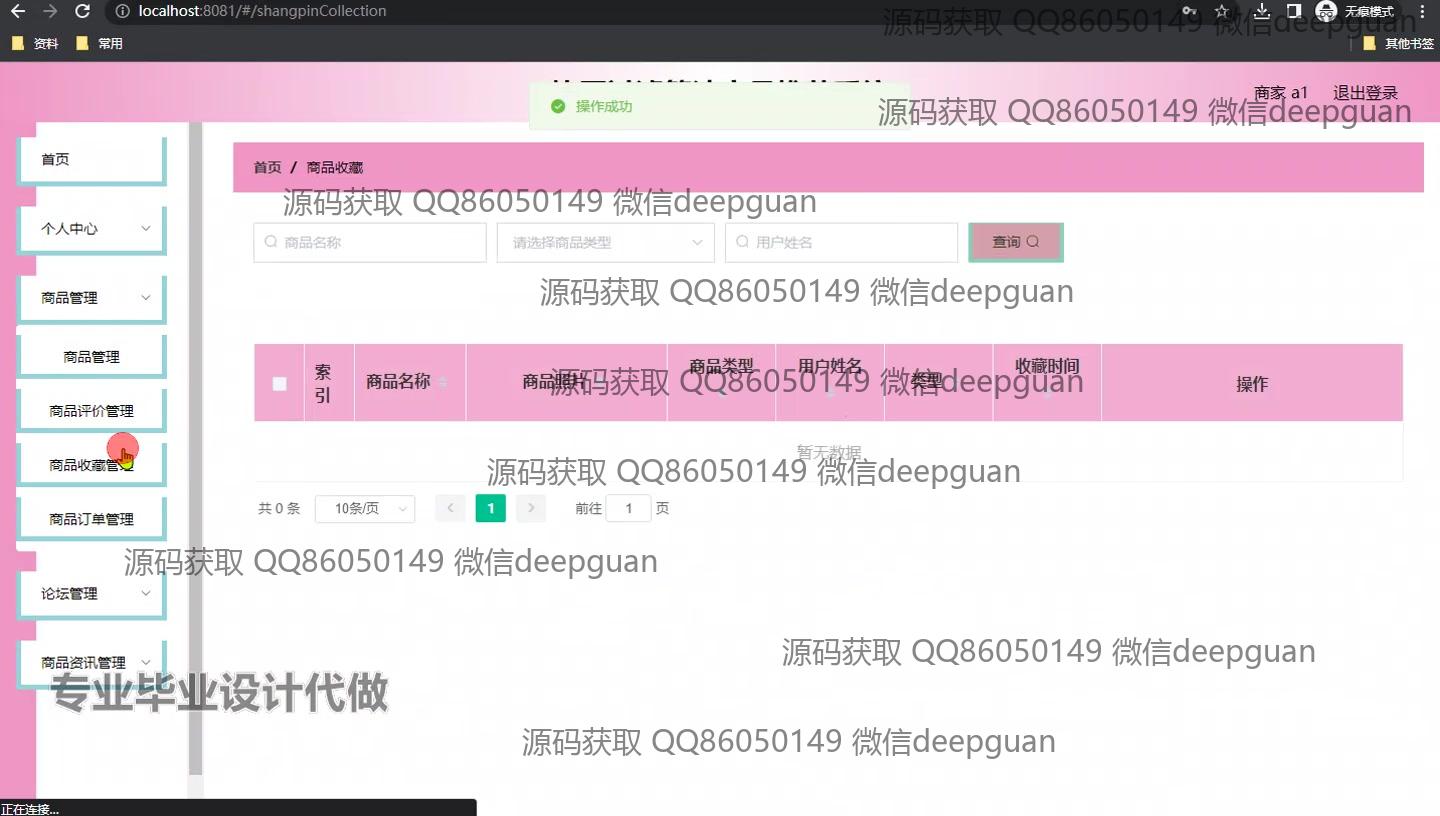 localhost:8081/#/shangpinCollection
无痕模式
源码获取 QQ86050149 微信deepguan
资料
常用
其他书签
操作成功
商家 a1
退出登录
源码获取 QQ86050149 微信deepguan
首页
首页 / 商品收藏
源码获取 QQ86050149 微信deepguan
个人中心
商品名称
请选择商品类型
用户姓名
查询
商品管理
源码获取 QQ86050149 微信deepguan
商品管理
索引
商品名称
商品照片
商品类型
用户姓名
类型
收藏时间
操作
源码获取 QQ86050149 微信deepguan
商品评价管理
暂无数据
商品收藏管理
源码获取 QQ86050149 微信deepguan
共 0 条
10条/页
1
前往
1
页
商品订单管理
源码获取 QQ86050149 微信deepguan
论坛管理
源码获取 QQ86050149 微信deepguan
商品资讯管理
专业毕业设计代做
源码获取 QQ86050149 微信deepguan
正在连接...